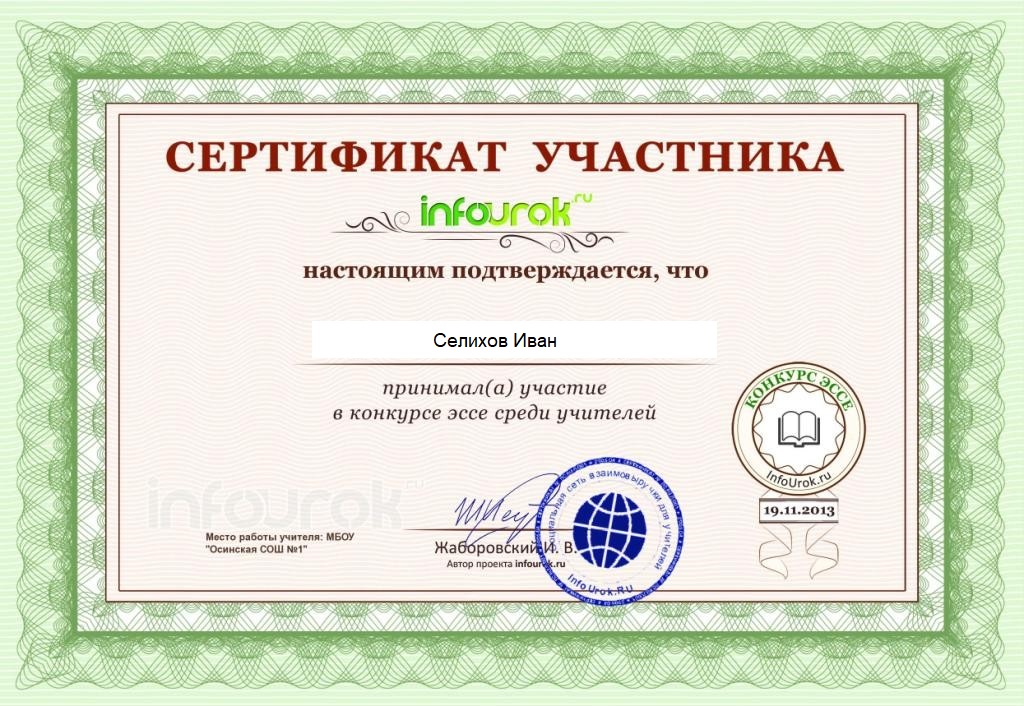 СЕРТИФИКАТ УЧАСТНИКА
infourok.ru
настоящим подтверждается, что
Селихов Иван
принимал(а) участие
в конкурсе эссе среди учителей
КОНКУРС ЭССЕ
InfoUrok.ru
19.11.2013
infourok.ru
Место работы учителя: МБОУ
"Осинская СОШ №1"
Жаборовский И. В.
Автор проекта infourok.ru
социальная сеть взаимовыручки для учителей
InfoUrok.RU